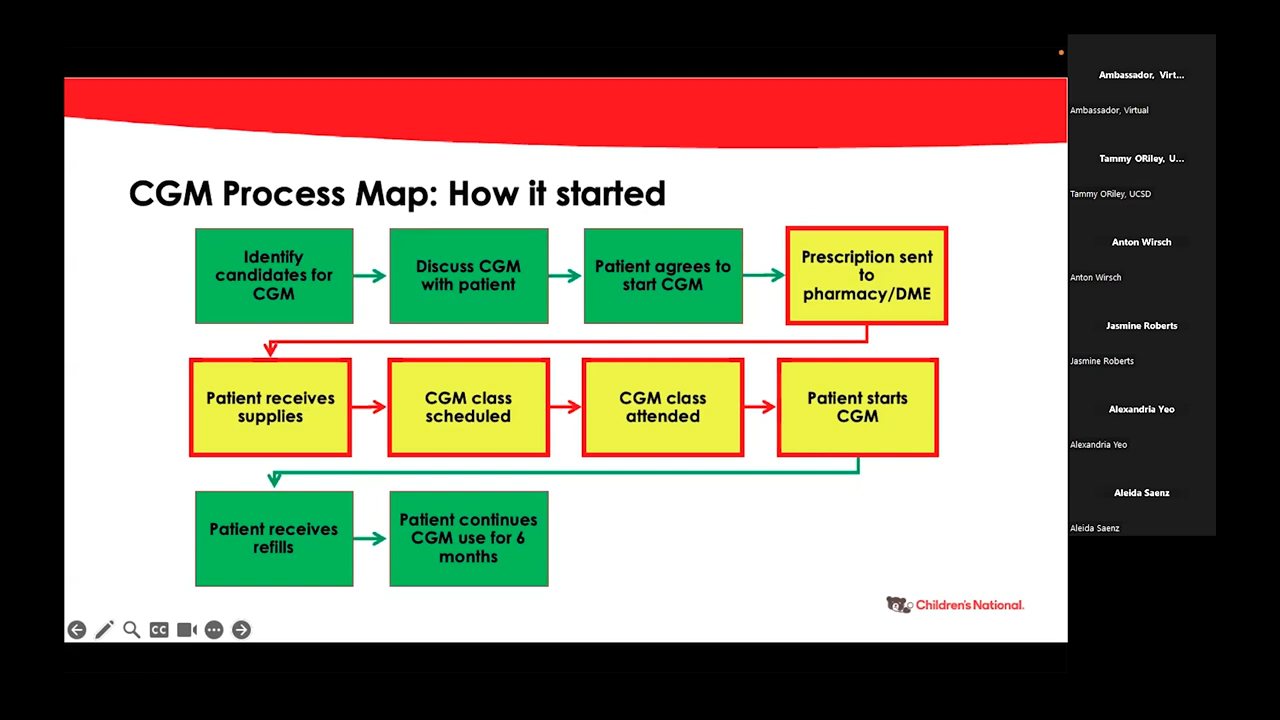 CGM Process Map: How it started
Identify
candidates for
CGM
Discuss CGM
with patient
Patient agrees to
start CGM
Prescription sent
to
pharmacy/DME
Patient receives
supplies
CGM class
scheduled
CGM class
attended
Patient starts
CGM
Patient receives
refills
Patient continues
CGM use for 6
months
Children's National.
CC
Ambassador, Virt...
Ambassador, Virtual
Tammy ORiley, U...
Tammy ORiley, UCSD
Anton Wirsch
Anton Wirsch
Jasmine Roberts
Jasmine Roberts
Alexandria Yeo
Alexandria Yeo
Aleida Saenz
Aleida Saenz